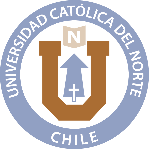 UNIVERSIDAD CATÓLICA DEL NORTE
N
U
CHILE